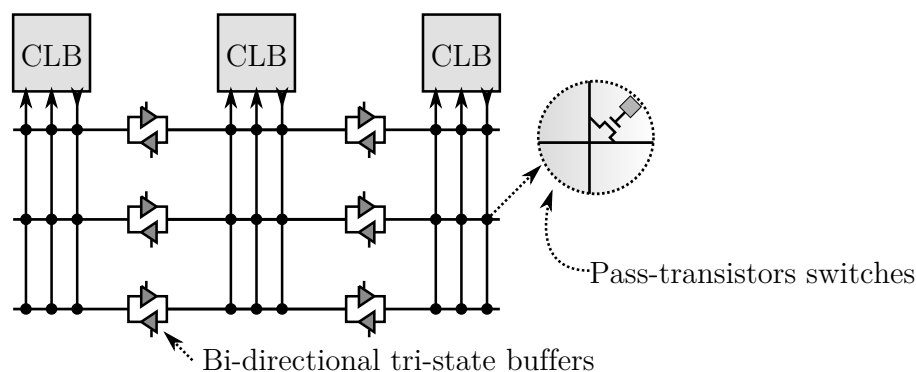 CLB
CLB
CLB
Pass-transistors switches
Bi-directional tri-state buffers